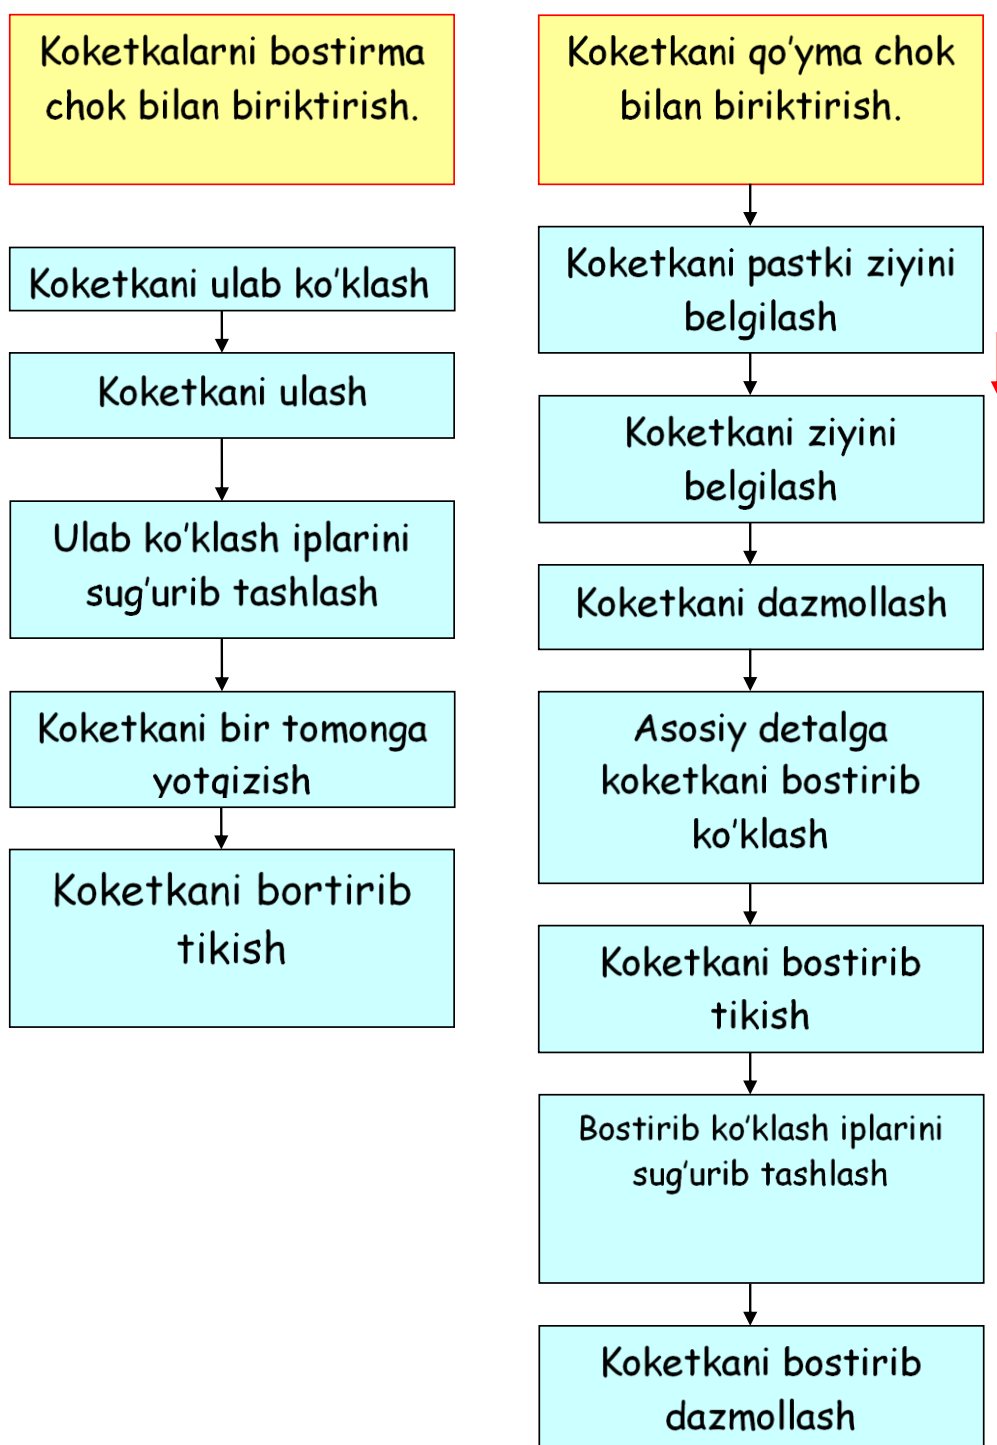 Koketkalarni bostirma
chok bilan biriktirish.
Koketkani ulab ko’klash
Koketkani ulash
Ulab ko’klash iplarini
sug’urib tashlash
Koketkani bir tomonga
yotqizish
Koketkani bortirib
tikish
Koketkani qo’yma chok
bilan biriktirish.
Koketkani pastki ziyini
belgilash
Koketkani ziyini
belgilash
Koketkani dazmollash
Asosiy detalga
koketkani bostirib
ko’klash
Koketkani bostirib
tikish
Bostirib ko’klash iplarini
sug’urib tashlash
Koketkani bostirib
dazmollash